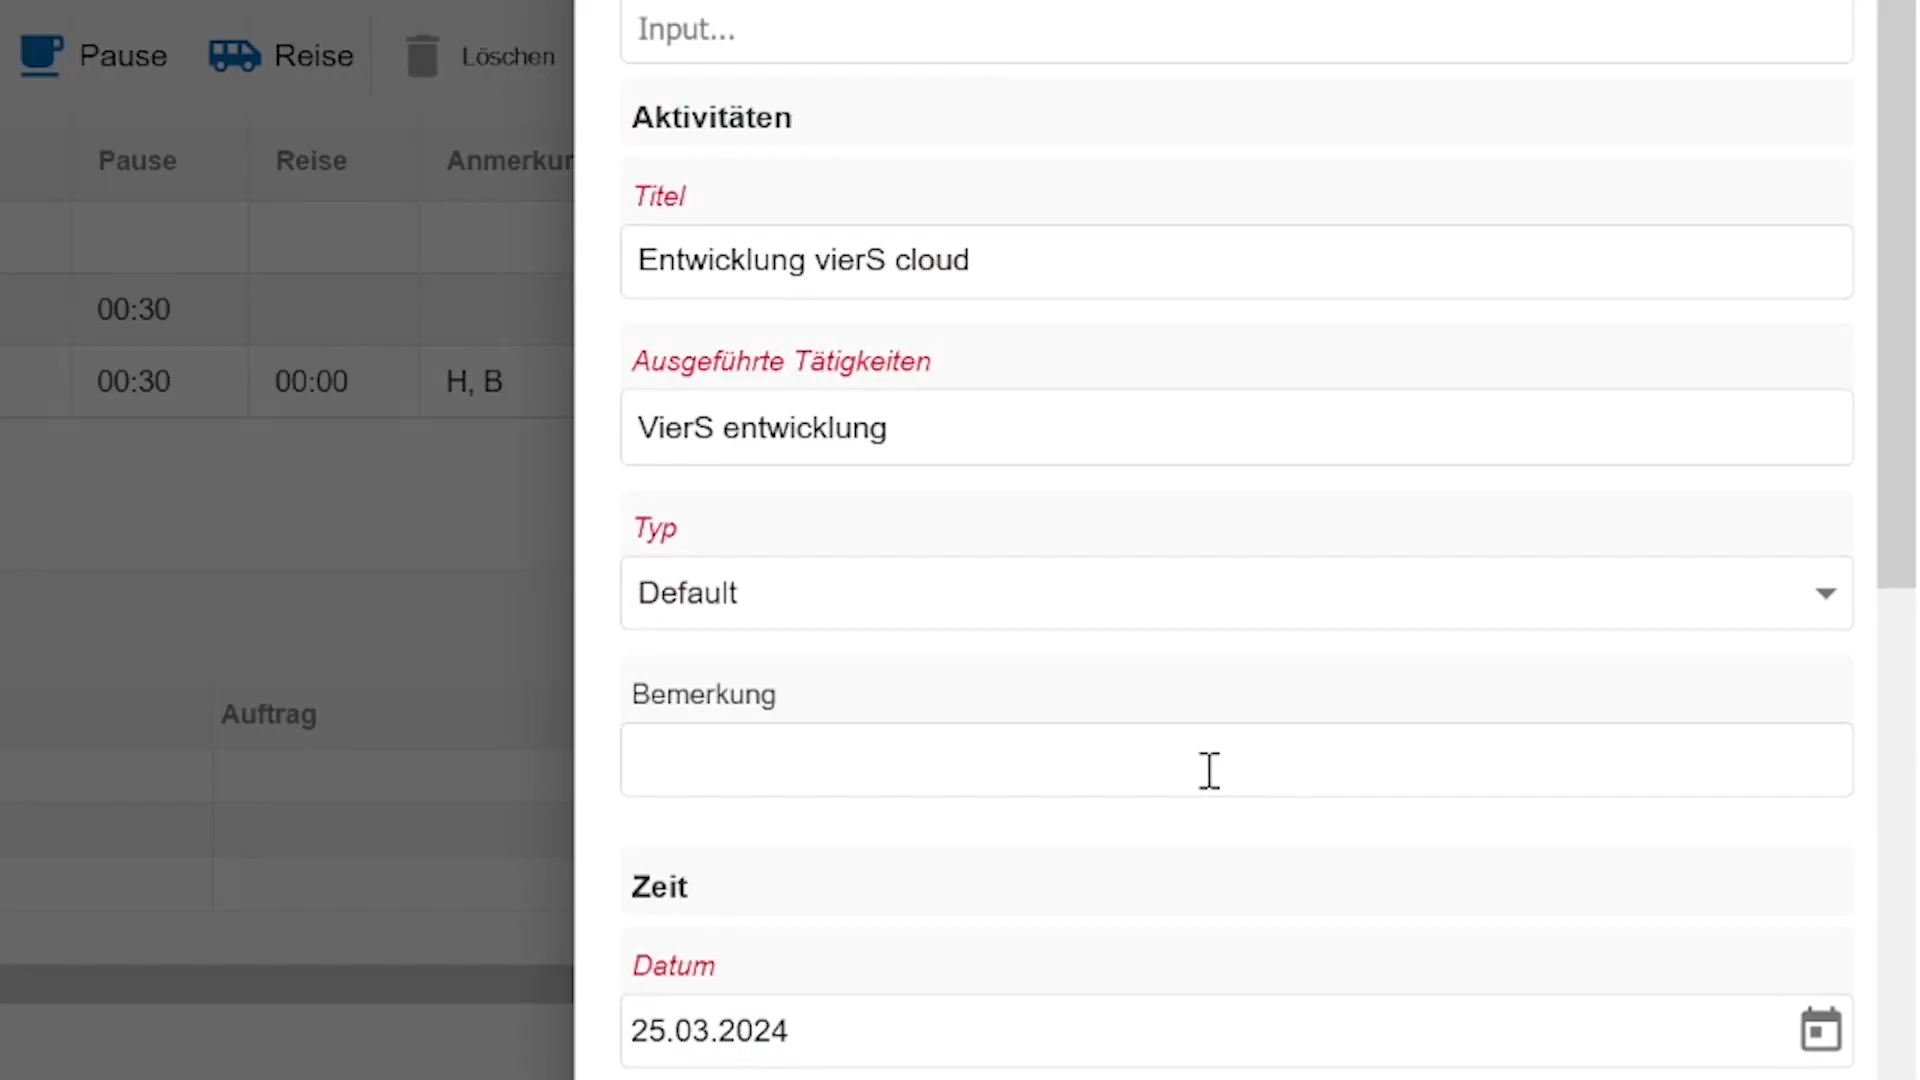 Pause Reise Löschen
Pause Reise Anmerkur
00:30
00:30 00:00 H, B
Auftrag
Input...
Aktivitäten
Titel
Entwicklung vierS cloud
Ausgeführte Tätigkeiten
VierS entwicklung
Typ
Default
Bemerkung
Zeit
Datum
25.03.2024